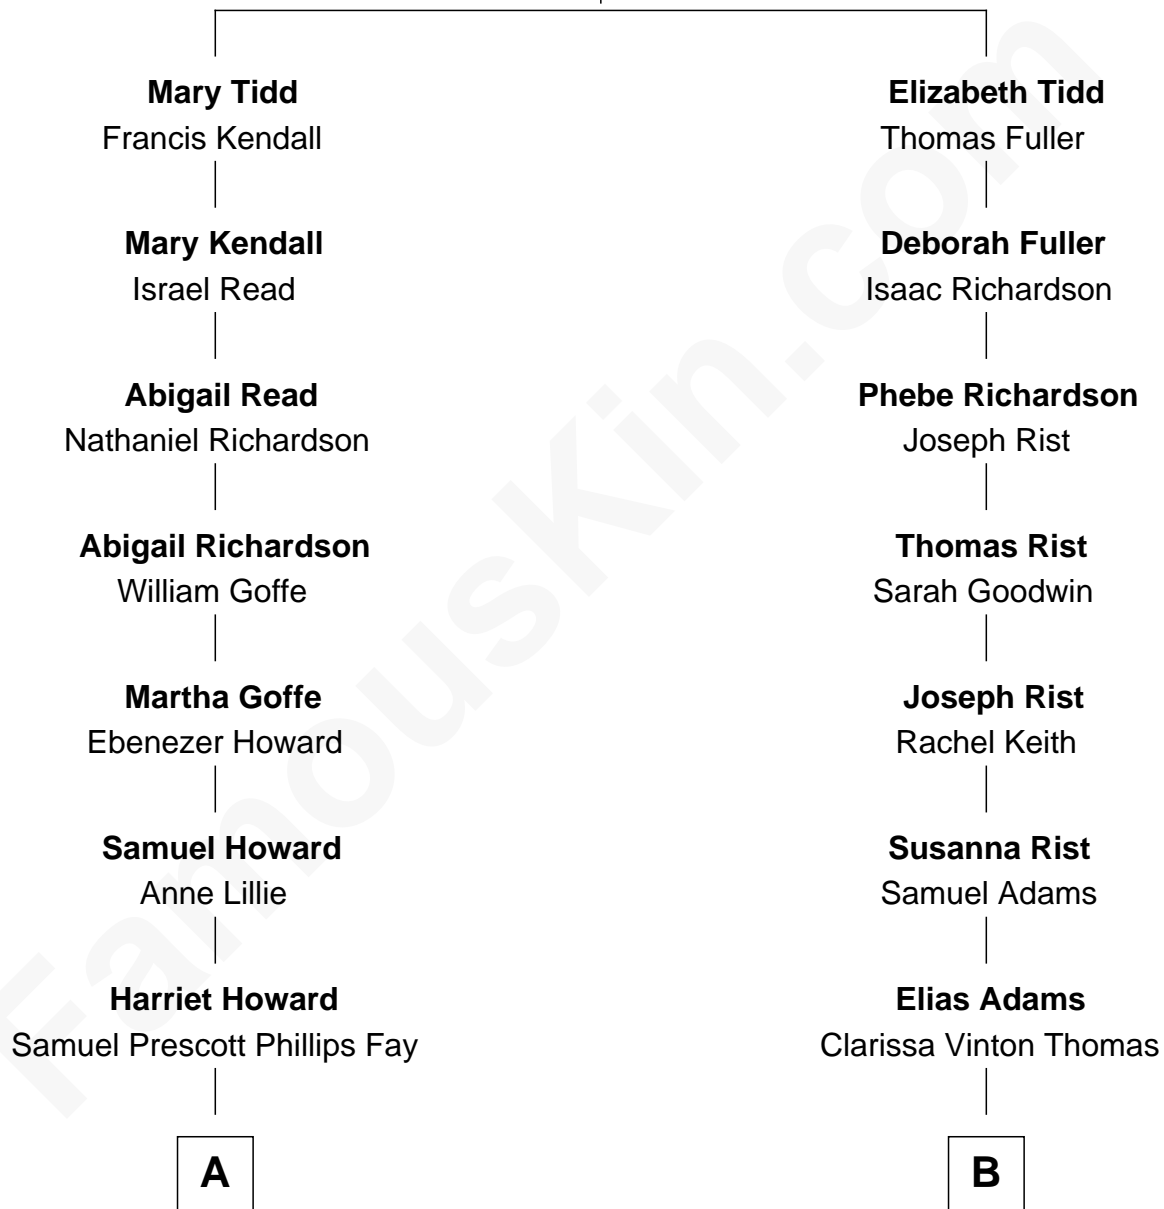 Mary Tidd
Francis Kendall
Mary Kendall
Israel Read
Abigail Read
Nathaniel Richardson
Abigail Richardson
William Goffe
Martha Goffe
Ebenezer Howard
Samuel Howard
Anne Lillie
Harriet Howard
Samuel Prescott Phillips Fay
A
Elizabeth Tidd
Thomas Fuller
Deborah Fuller
Isaac Richardson
Phebe Richardson
Joseph Rist
Thomas Rist
Sarah Goodwin
Joseph Rist
Rachel Keith
Susanna Rist
Samuel Adams
Elias Adams
Clarissa Vinton Thomas
B
FamousKin.com